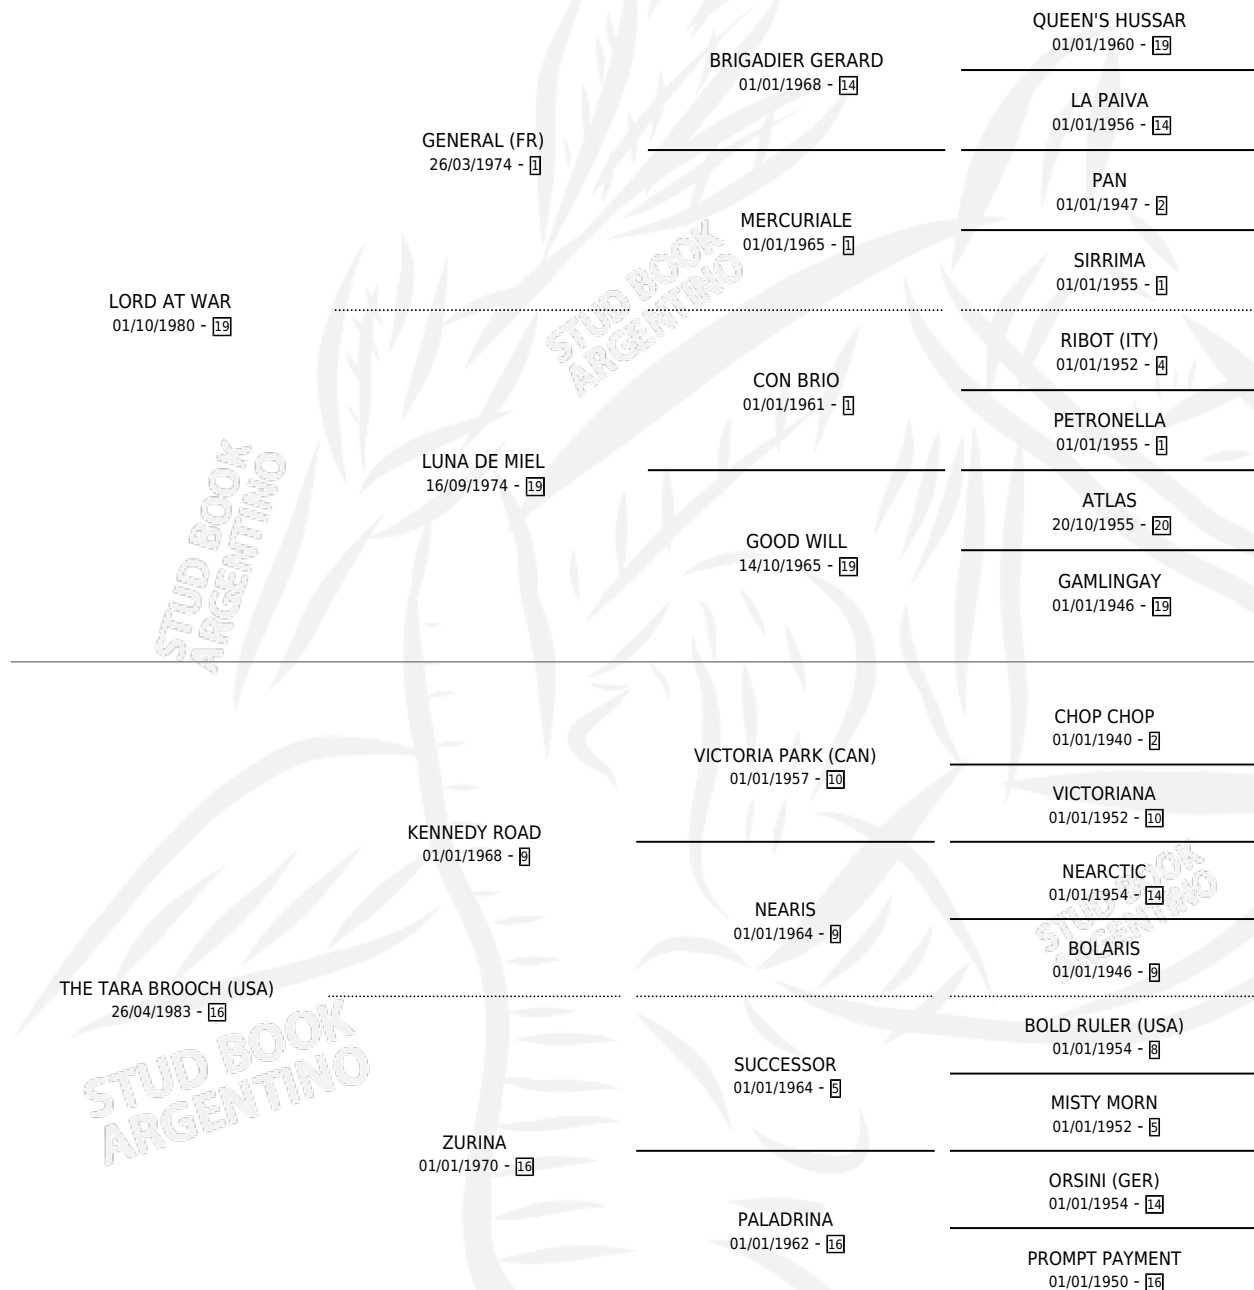 QUEEN'S HUSSAR
01/01/1960 - 19
BRIGADIER GERARD
01/01/1968 - 14
LA PAIVA
01/01/1956 - 14
GENERAL (FR)
26/03/1974 - 1
PAN
01/01/1947 - 2
MERCURIALE
01/01/1965 - 1
SIRRIMA
01/01/1955 - 1
STUD BOOK
ARGENTINO
LORD AT WAR
01/10/1980 - 19
RIBOT (ITY)
01/01/1952 - 4
CON BRIO
01/01/1961 - 1
PETRONELLA
01/01/1955 - 1
LUNA DE MIEL
16/09/1974 - 19
ATLAS
20/10/1955 - 20
GOOD WILL
14/10/1965 - 19
GAMLINGAY
01/01/1946 - 19
STUD BOOK
ARGENTINO
CHOP CHOP
01/01/1940 - 2
VICTORIA PARK (CAN)
01/01/1957 - 10
VICTORIANA
01/01/1952 - 10
KENNEDY ROAD
01/01/1968 - 9
NEARCTIC
01/01/1954 - 14
NEARIS
01/01/1964 - 9
BOLARIS
01/01/1946 - 9
STUD BOOK
ARGENTINO
THE TARA BROOCH (USA)
26/04/1983 - 16
BOLD RULER (USA)
01/01/1954 - 8
SUCCESSOR
01/01/1964 - 5
MISTY MORN
01/01/1952 - 5
STUD BOOK
ARGENTINO
ZURINA
01/01/1970 - 16
ORSINI (GER)
01/01/1954 - 14
PALADRINA
01/01/1962 - 16
PROMPT PAYMENT
01/01/1950 - 16